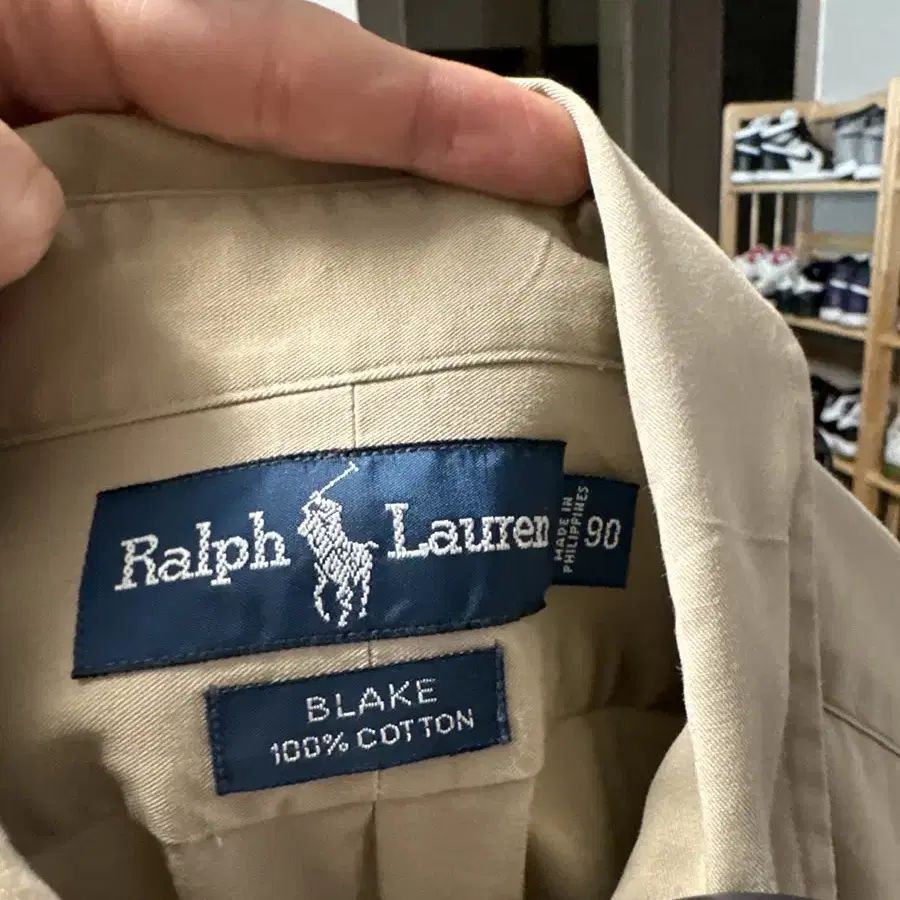 Ralph Lauren
MADE IN
PHILIPPINES
90
BLAKE
100% COTTON